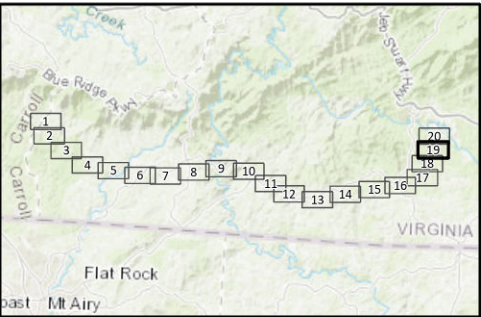 Creek
Jeb Stuart Hwy
Blue Ridge Pkwy
Carroll
1
2
3
4
5
6
7
8
9
10
11
12
13
14
15
16
17
18
19
20
Carroll
VIRGINIA
Flat Rock
oast Mt Airy